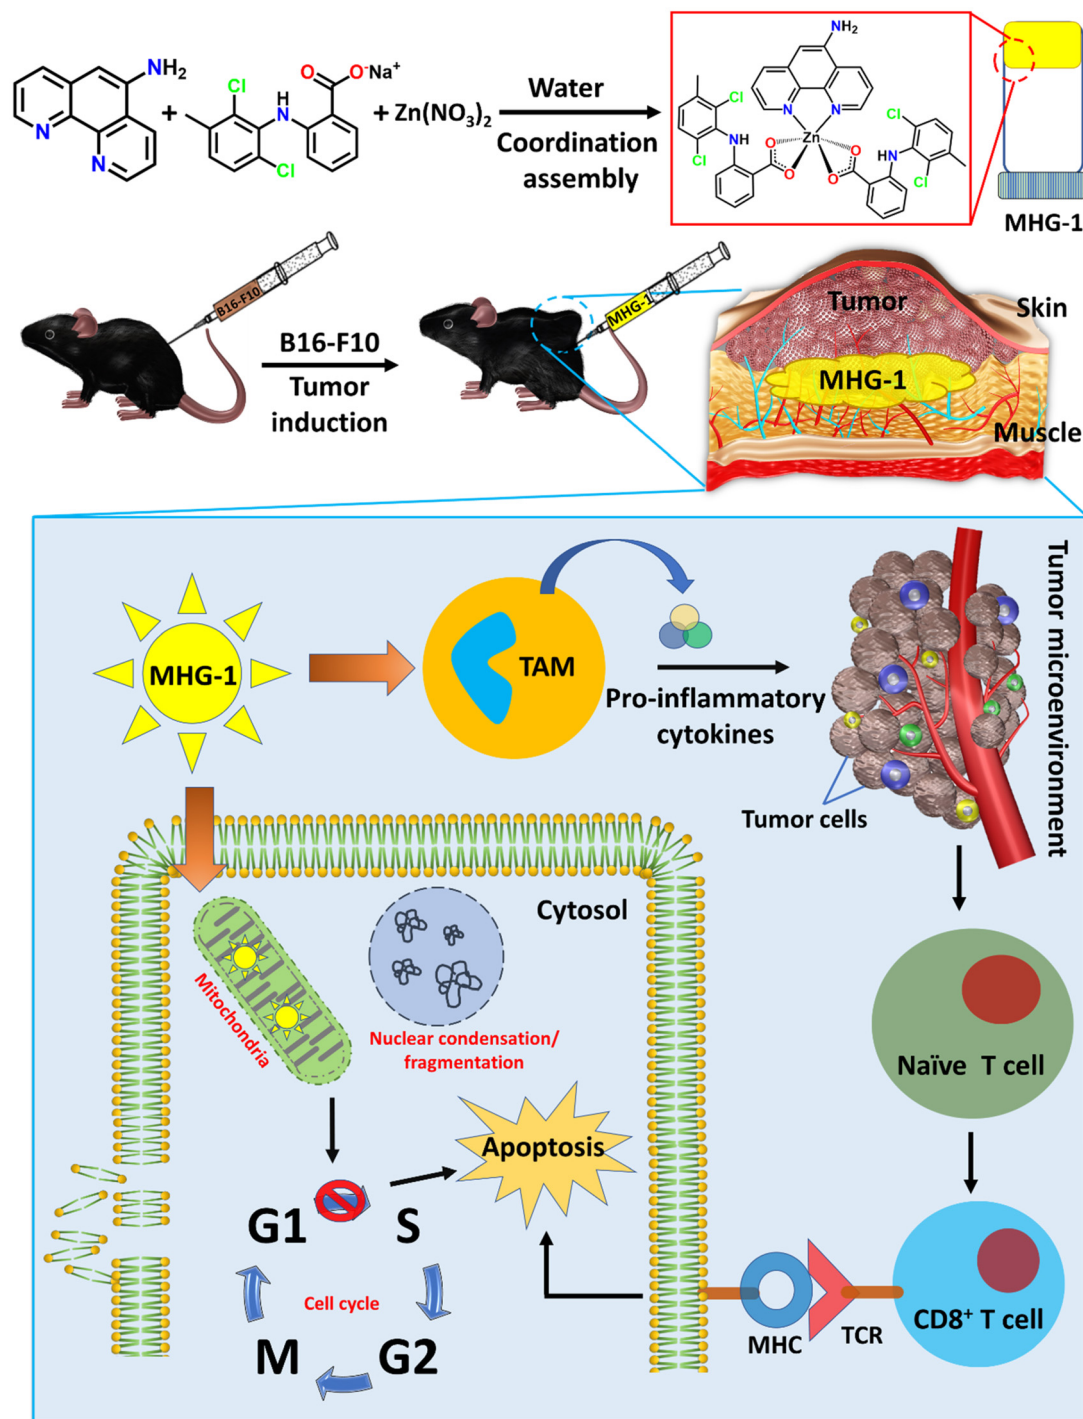 NH₂
N
N
+
Cl
H
N
O
O⁻Na⁺
Cl
+ Zn(NO₃)₂
Water
Coordination
assembly
NH₂
N
N
Cl
NH
Cl
Zn
O
O
O
O
H
N
Cl
Cl
MHG-1
B16-F10
B16-F10
Tumor
induction
MHG-1
Tumor
Skin
MHG-1
Muscle
MHG-1
TAM
Pro-inflammatory
cytokines
Tumor cells
Tumor microenvironment
Cytosol
Mitochondria
Nuclear condensation/
fragmentation
Naïve T cell
Apoptosis
G1
S
Cell cycle
M
G2
MHC
TCR
CD8⁺ T cell